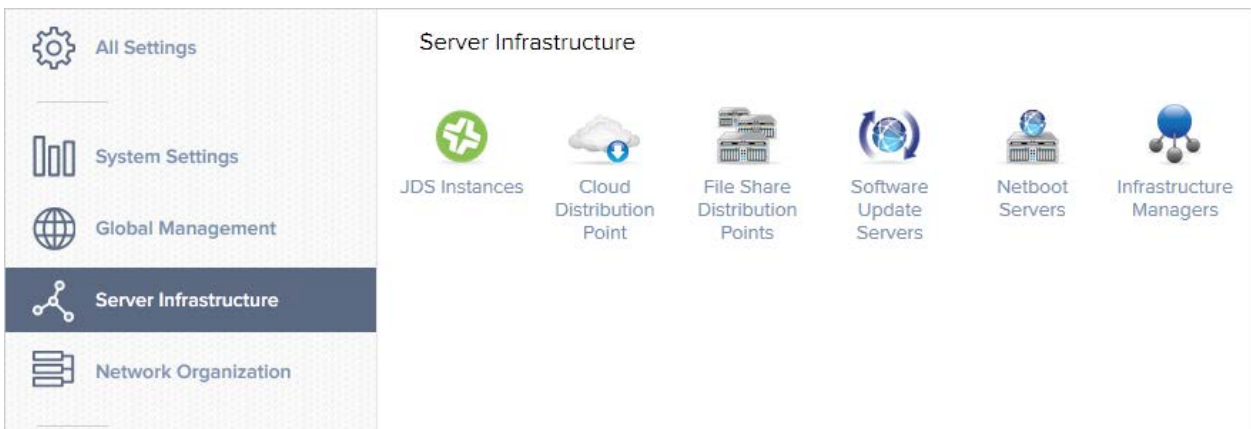 All Settings
System Settings
Global Management
Server Infrastructure
Network Organization
Server Infrastructure
JDS Instances
Cloud
Distribution
Point
File Share
Distribution
Points
Software
Update
Servers
Netboot
Servers
Infrastructure
Managers